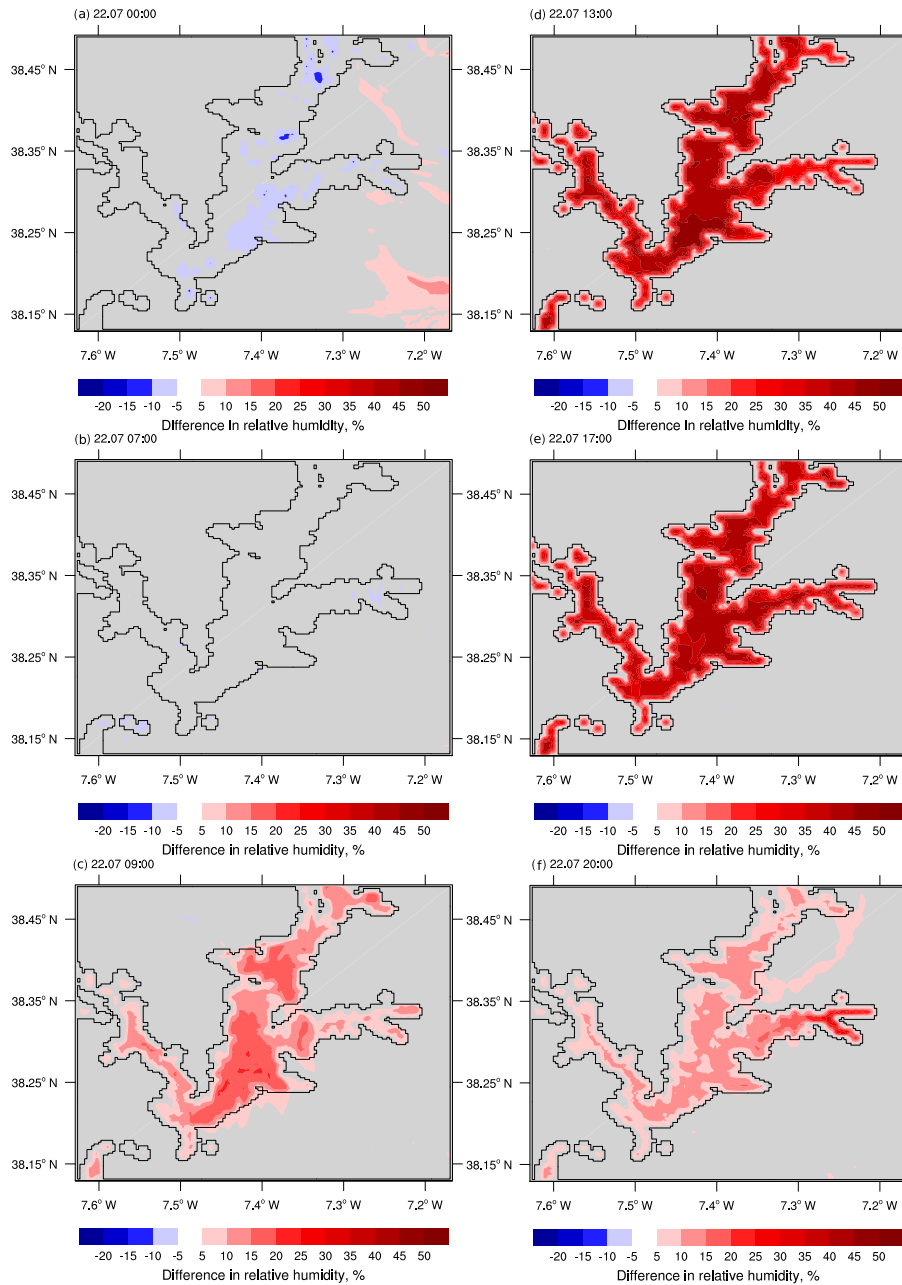 (a) 22.07 00:00
38.45° N
38.35° N
38.25° N
38.15° N
7.6° W 7.5° W 7.4° W 7.3° W 7.2° W
-20 -15 -10 -5 5 10 15 20 25 30 40 45 50
Difference in relative humidity, %
(b) 22.07 07:00
38.45° N
38.35° N
38.25° N
38.15° N
7.6° W 7.5° W 7.4° W 7.3° W 7.2° W
-20 -15 -10 -5 5 10 15 20 25 30 40 45 50
Difference in relative humidity, %
(c) 22.07 09:00
38.45° N
38.35° N
38.25° N
38.15° N
7.6° W 7.5° W 7.4° W 7.3° W 7.2° W
-20 -15 -10 -5 5 10 15 20 25 30 40 45 50
Difference in relative humidity, %
(d) 22.07 13:00
38.45° N
38.35° N
38.25° N
38.15° N
7.6° W 7.5° W 7.4° W 7.3° W 7.2° W
-20 -15 -10 -5 5 10 15 20 25 30 40 45 50
Difference in relative humidity, %
(e) 22.07 17:00
38.45° N
38.35° N
38.25° N
38.15° N
7.6° W 7.5° W 7.4° W 7.3° W 7.2° W
-20 -15 -10 -5 5 10 15 20 25 30 40 45 50
Difference in relative humidity, %
(f) 22.07 20:00
38.45° N
38.35° N
38.25° N
38.15° N
7.6° W 7.5° W 7.4° W 7.3° W 7.2° W
-20 -15 -10 -5 5 10 15 20 25 30 40 45 50
Difference in relative humidity, %